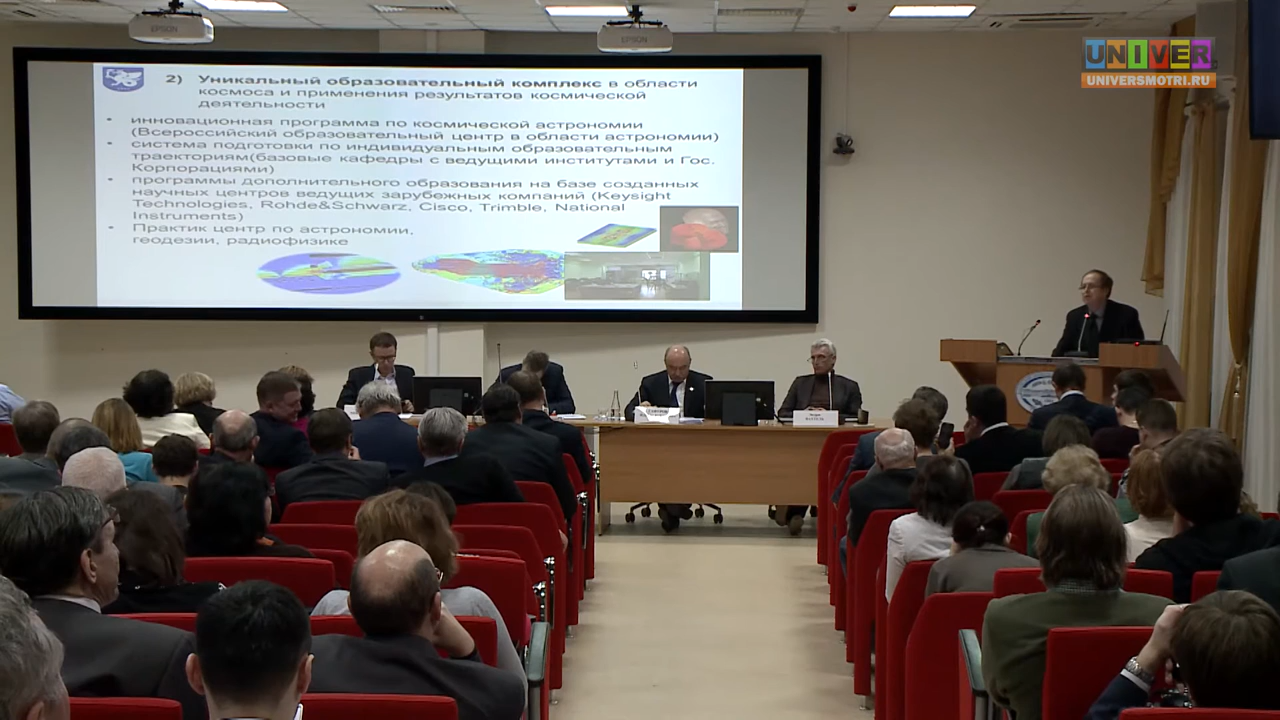 EPSON
EPSON
UNIVER
UNIVERSMOTRI.RU
2) Уникальный образовательный комплекс в области
космоса и применения результатов космической
деятельности
• инновационная программа по космической астрономии
(Всероссийский образовательный центр в области астрономии)
• система подготовки по индивидуальным образовательным
траекториям(базовые кафедры с ведущими институтами и Гос.
Корпорациями)
• программы дополнительного образования на базе созданных
научных центров ведущих зарубежных компаний (Keysight
Technologies, Rohde&Schwarz, Cisco, Trimble, National
Instruments)
• Практик центр по астрономии,
геодезии, радиофизике